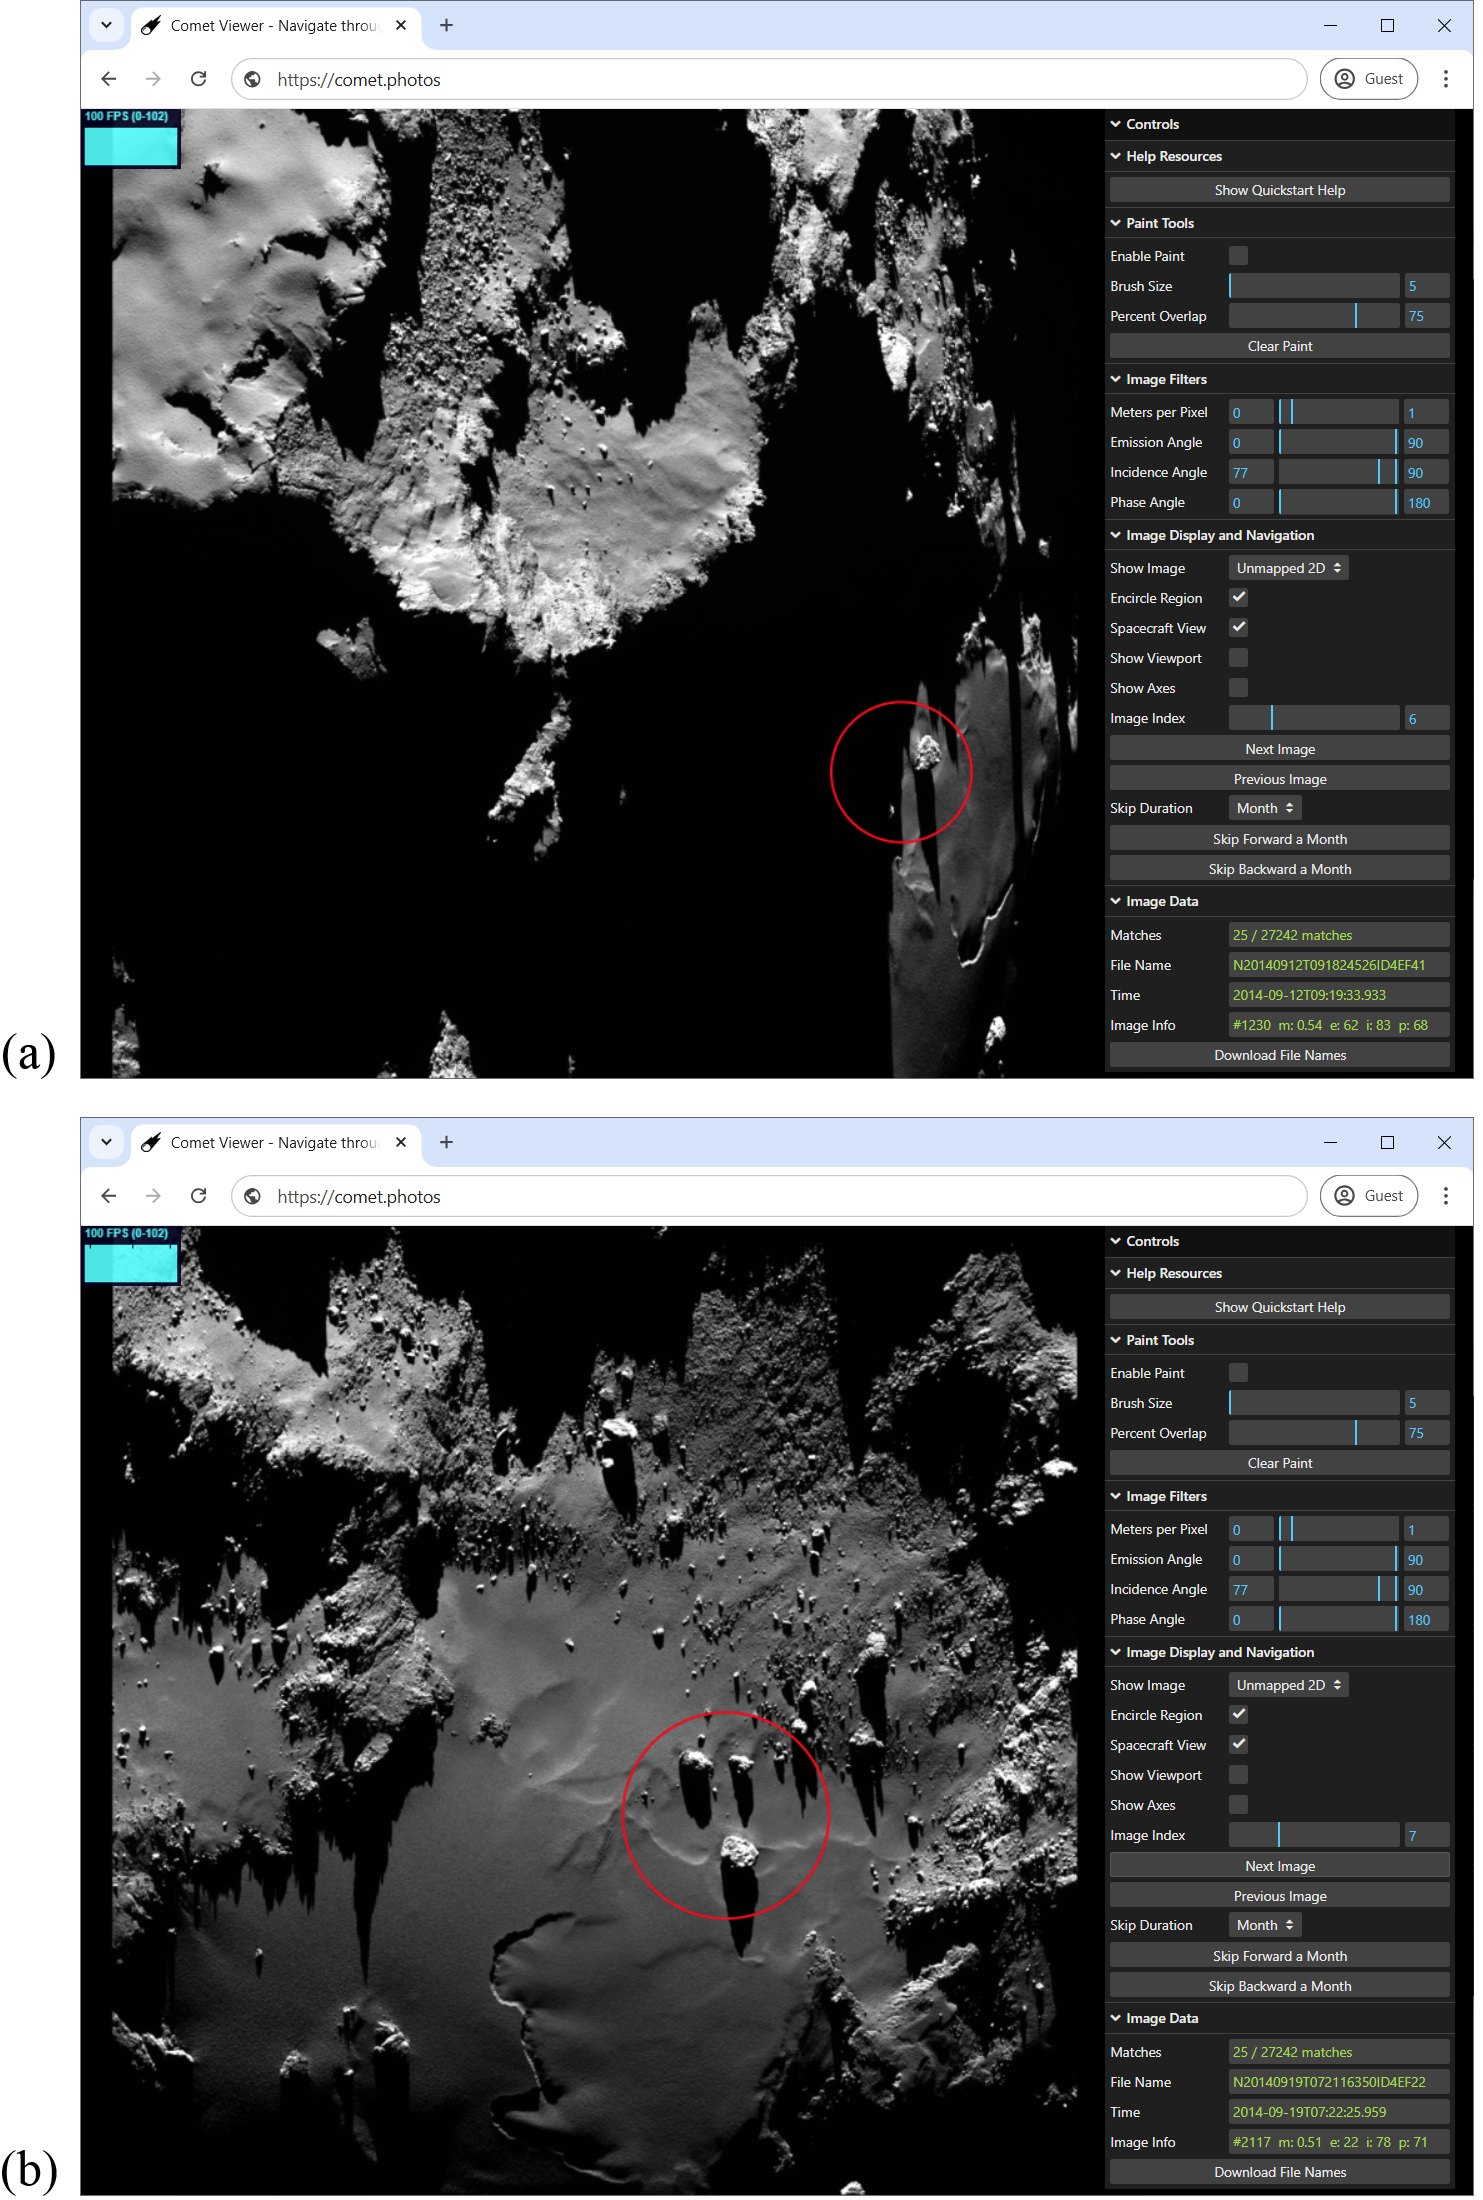 Comet Viewer - Navigate throu
https://comet.photos
Guest
100 FPS (0-102)
Controls
Help Resources
Show Quickstart Help
Paint Tools
Enable Paint
Brush Size 5
Percent Overlap 75
Clear Paint
Image Filters
Meters per Pixel 0 1
Emission Angle 0 90
Incidence Angle 77 90
Phase Angle 0 180
Image Display and Navigation
Show Image Unmapped 2D
Encircle Region
Spacecraft View
Show Viewport
Show Axes
Image Index 6
Next Image
Previous Image
Skip Duration Month
Skip Forward a Month
Skip Backward a Month
Image Data
Matches 25 / 27242 matches
File Name N20140912T091824526ID4EF41
Time 2014-09-12T09:19:33.933
Image Info #1230 m: 0.54 e: 62 i: 83 p: 68
Download File Names
(a)
Comet Viewer - Navigate throu
https://comet.photos
Guest
100 FPS (0-102)
Controls
Help Resources
Show Quickstart Help
Paint Tools
Enable Paint
Brush Size 5
Percent Overlap 75
Clear Paint
Image Filters
Meters per Pixel 0 1
Emission Angle 0 90
Incidence Angle 77 90
Phase Angle 0 180
Image Display and Navigation
Show Image Unmapped 2D
Encircle Region
Spacecraft View
Show Viewport
Show Axes
Image Index 7
Next Image
Previous Image
Skip Duration Month
Skip Forward a Month
Skip Backward a Month
Image Data
Matches 25 / 27242 matches
File Name N20140919T072116350ID4EF22
Time 2014-09-19T07:22:25.959
Image Info #2117 m: 0.51 e: 22 i: 78 p: 71
Download File Names
(b)